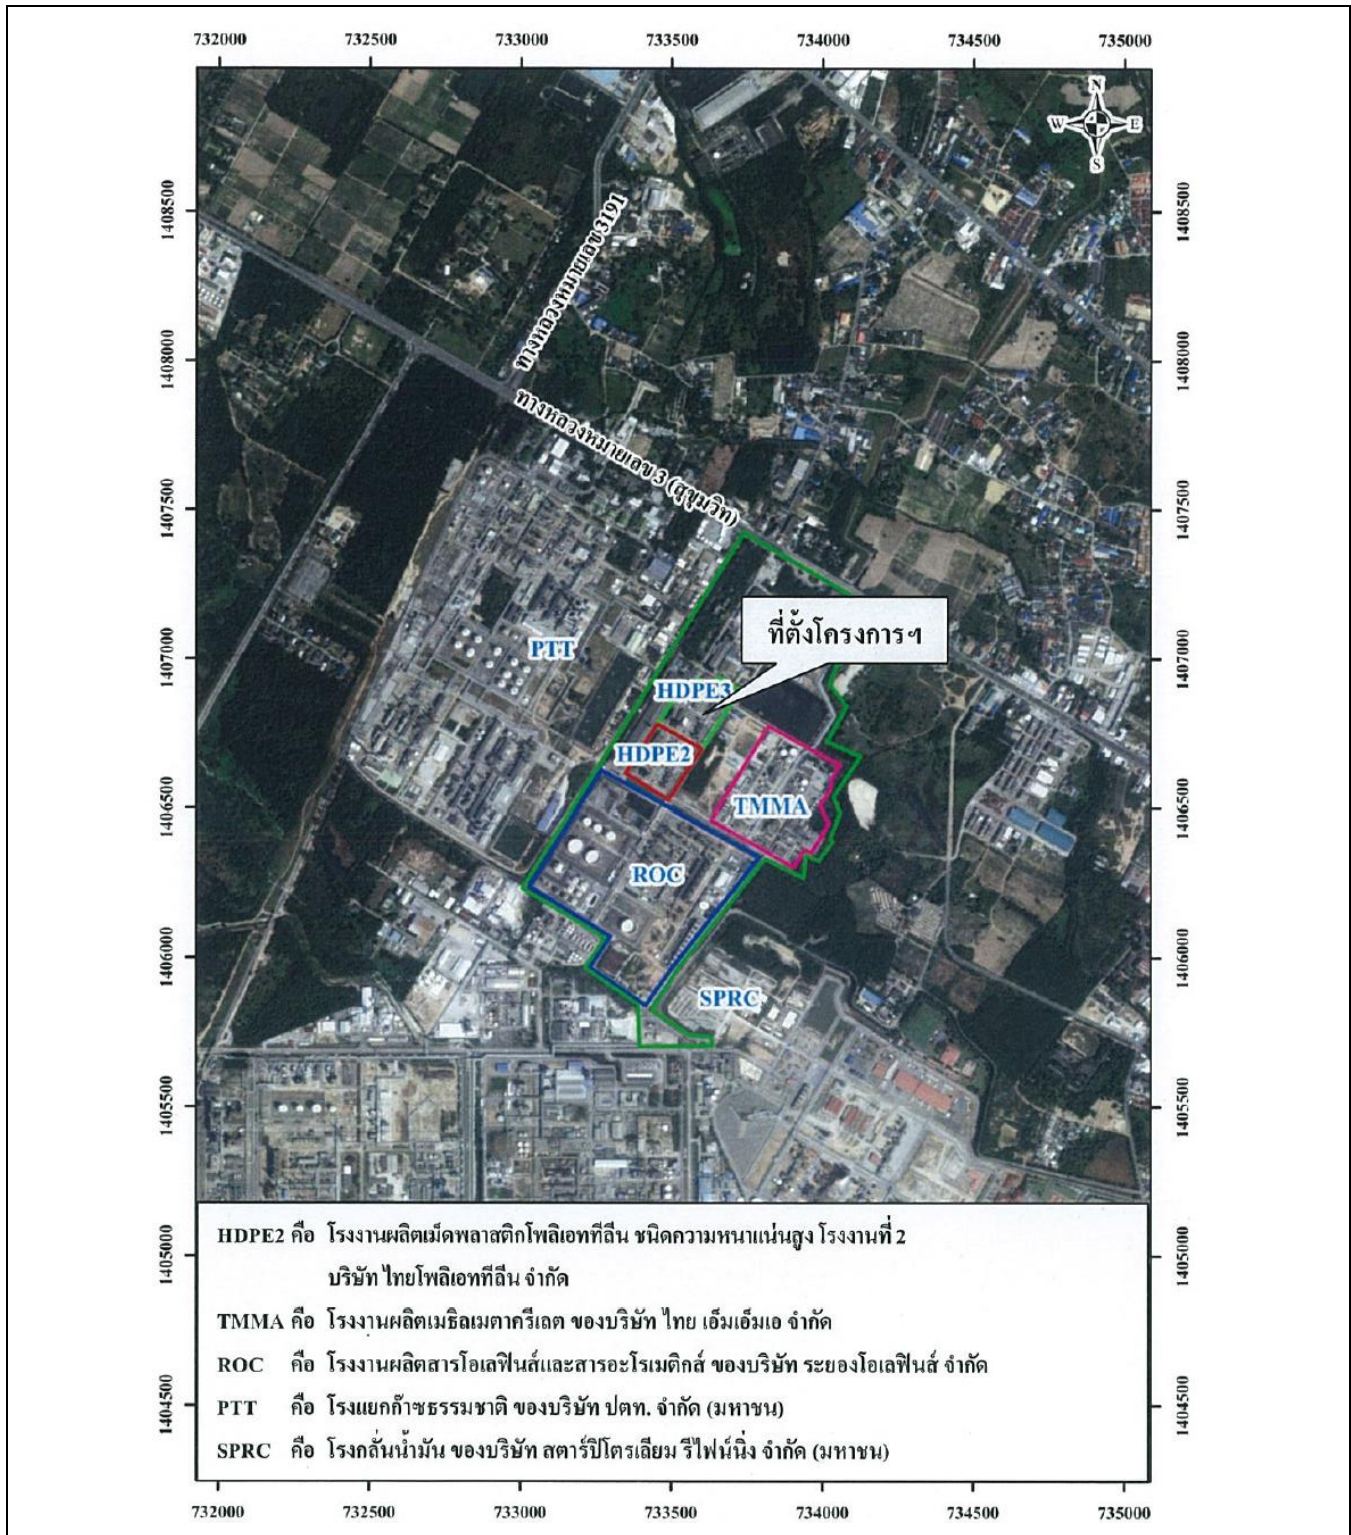 732000 732500 733000 733500 734000 734500 735000
N
W E
S
1408500 1408500
ทางหลวงหมายเลข 3191
1408000 1408000
ทางหลวงหมายเลข 3 (สุขุมวิท)
1407500 1407500
ที่ตั้งโครงการฯ
1407000 PTT 1407000
HDPE3
HDPE2
1406500 TMMA 1406500
ROC
1406000 1406000
SPRC
1405500 1405500
HDPE2 คือ โรงงานผลิตเม็ดพลาสติกโพลิเอททีลีน ชนิดความหนาแน่นสูง โรงงานที่ 2
1405000 1405000
บริษัท ไทยโพลิเอททีลีน จำกัด
TMMA คือ โรงงานผลิตเมธิลเมตาครีเลต ของบริษัท ไทย เอ็มเอ็มเอ จำกัด
ROC คือ โรงงานผลิตสารโอเลฟินส์และสารอะโรเมติกส์ ของบริษัท ระยองโอเลฟินส์ จำกัด
PTT คือ โรงแยกก๊าซธรรมชาติ ของบริษัท ปตท. จำกัด (มหาชน)
1404500 1404500
SPRC คือ โรงกลั่นน้ำมัน ของบริษัท สตาร์ปิโตรเลียม รีไฟน์นิ่ง จำกัด (มหาชน)
732000 732500 733000 733500 734000 734500 735000